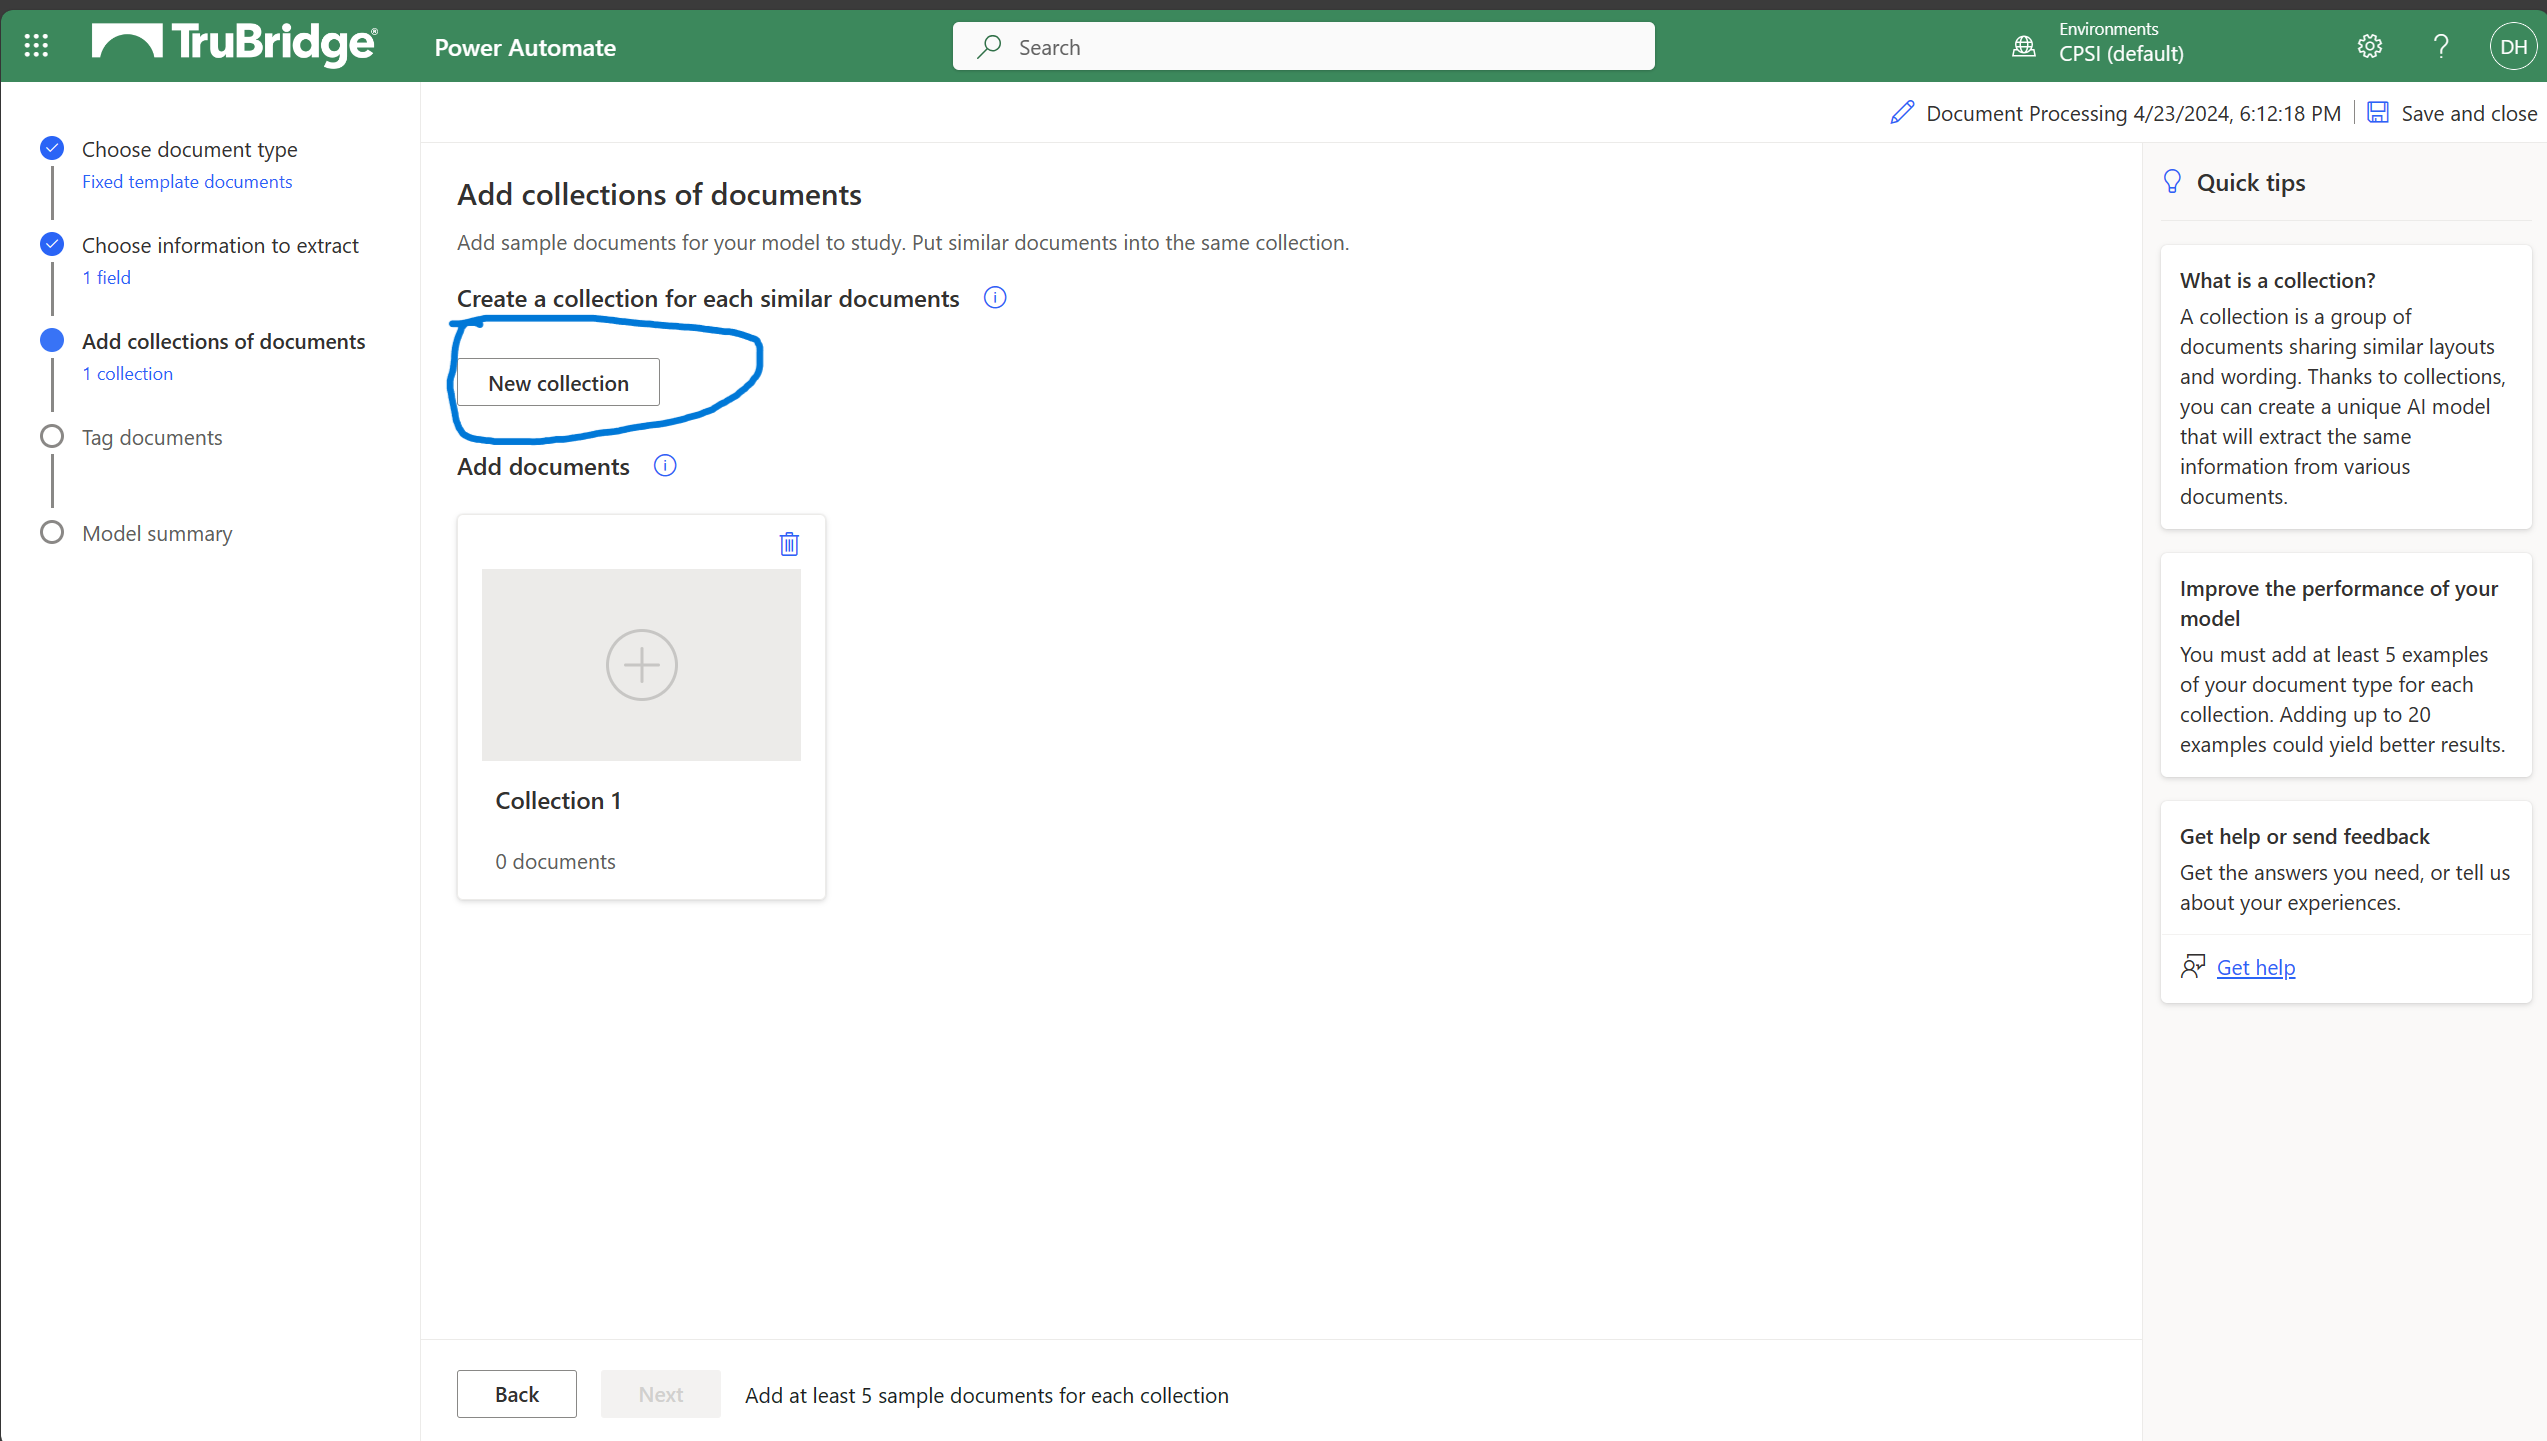 TruBridge®
Power Automate
Search
Environments
CPSI (default)
?
DH
Document Processing 4/23/2024, 6:12:18 PM
Save and close
Choose document type
Fixed template documents
Choose information to extract
1 field
Add collections of documents
1 collection
Tag documents
Model summary
Add collections of documents
Add sample documents for your model to study. Put similar documents into the same collection.
Create a collection for each similar documents
New collection
Add documents
Collection 1
0 documents
Back
Next
Add at least 5 sample documents for each collection
Quick tips
What is a collection?
A collection is a group of
documents sharing similar layouts
and wording. Thanks to collections,
you can create a unique AI model
that will extract the same
information from various
documents.
Improve the performance of your
model
You must add at least 5 examples
of your document type for each
collection. Adding up to 20
examples could yield better results.
Get help or send feedback
Get the answers you need, or tell us
about your experiences.
Get help